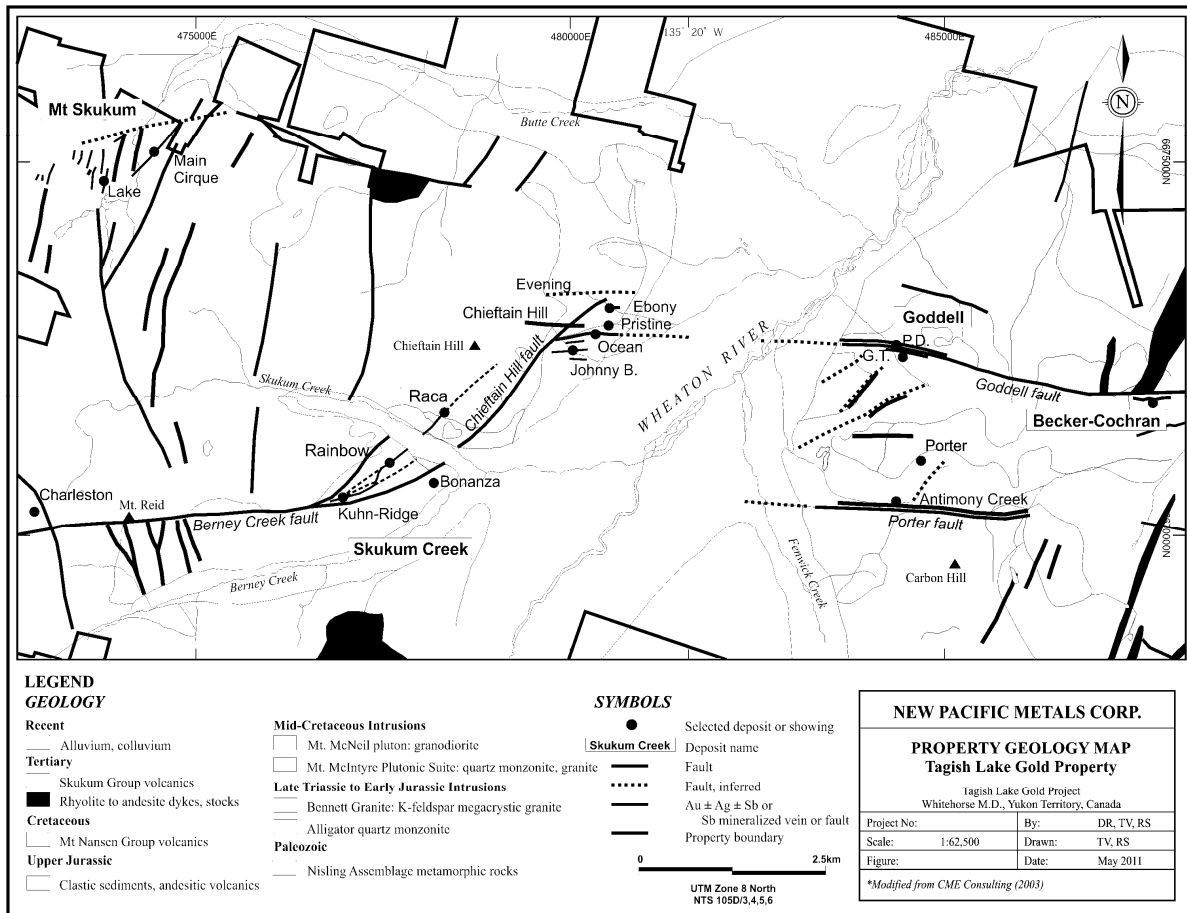 475000E
480000E
135° 20' W
485000E
Mt Skukum
Butte Creek
N
6675000N
Main
Cirque
Lake
Evening
Ebony
Chieftain Hill
Pristine
Goddell
Chieftain Hill
Ocean
P.D.
G.T.
Johnny B.
Chieftain Hill fault
WHEATON RIVER
Skukum Creek
Goddell fault
Raca
Becker-Cochran
Rainbow
Porter
Bonanza
Charleston
Mt. Reid
Kuhn-Ridge
Antimony Creek
Berney Creek fault
Porter fault
Skukum Creek
Fenwick Creek
Berney Creek
Carbon Hill
LEGEND
GEOLOGY
Recent
Alluvium, colluvium
Tertiary
Skukum Group volcanics
Rhyolite to andesite dykes, stocks
Cretaceous
Mt Nansen Group volcanics
Upper Jurassic
Clastic sediments, andesitic volcanics
Mid-Cretaceous Intrusions
Mt. McNeil pluton: granodiorite
Mt. McIntyre Plutonic Suite: quartz monzonite, granite
Late Triassic to Early Jurassic Intrusions
Bennett Granite: K-feldspar megacrystic granite
Alligator quartz monzonite
Paleozoic
Nisling Assemblage metamorphic rocks
SYMBOLS
Selected deposit or showing
Skukum Creek Deposit name
Fault
Fault, inferred
Au ± Ag ± Sb or
Sb mineralized vein or fault
Property boundary
0 2.5km
UTM Zone 8 North
NTS 105D/3,4,5,6
NEW PACIFIC METALS CORP.
PROPERTY GEOLOGY MAP
Tagish Lake Gold Property
Tagish Lake Gold Project
Whitehorse M.D., Yukon Territory, Canada
Project No: By: DR, TV, RS
Scale: 1:62,500 Drawn: TV, RS
Figure: Date: May 2011
*Modified from CME Consulting (2003)